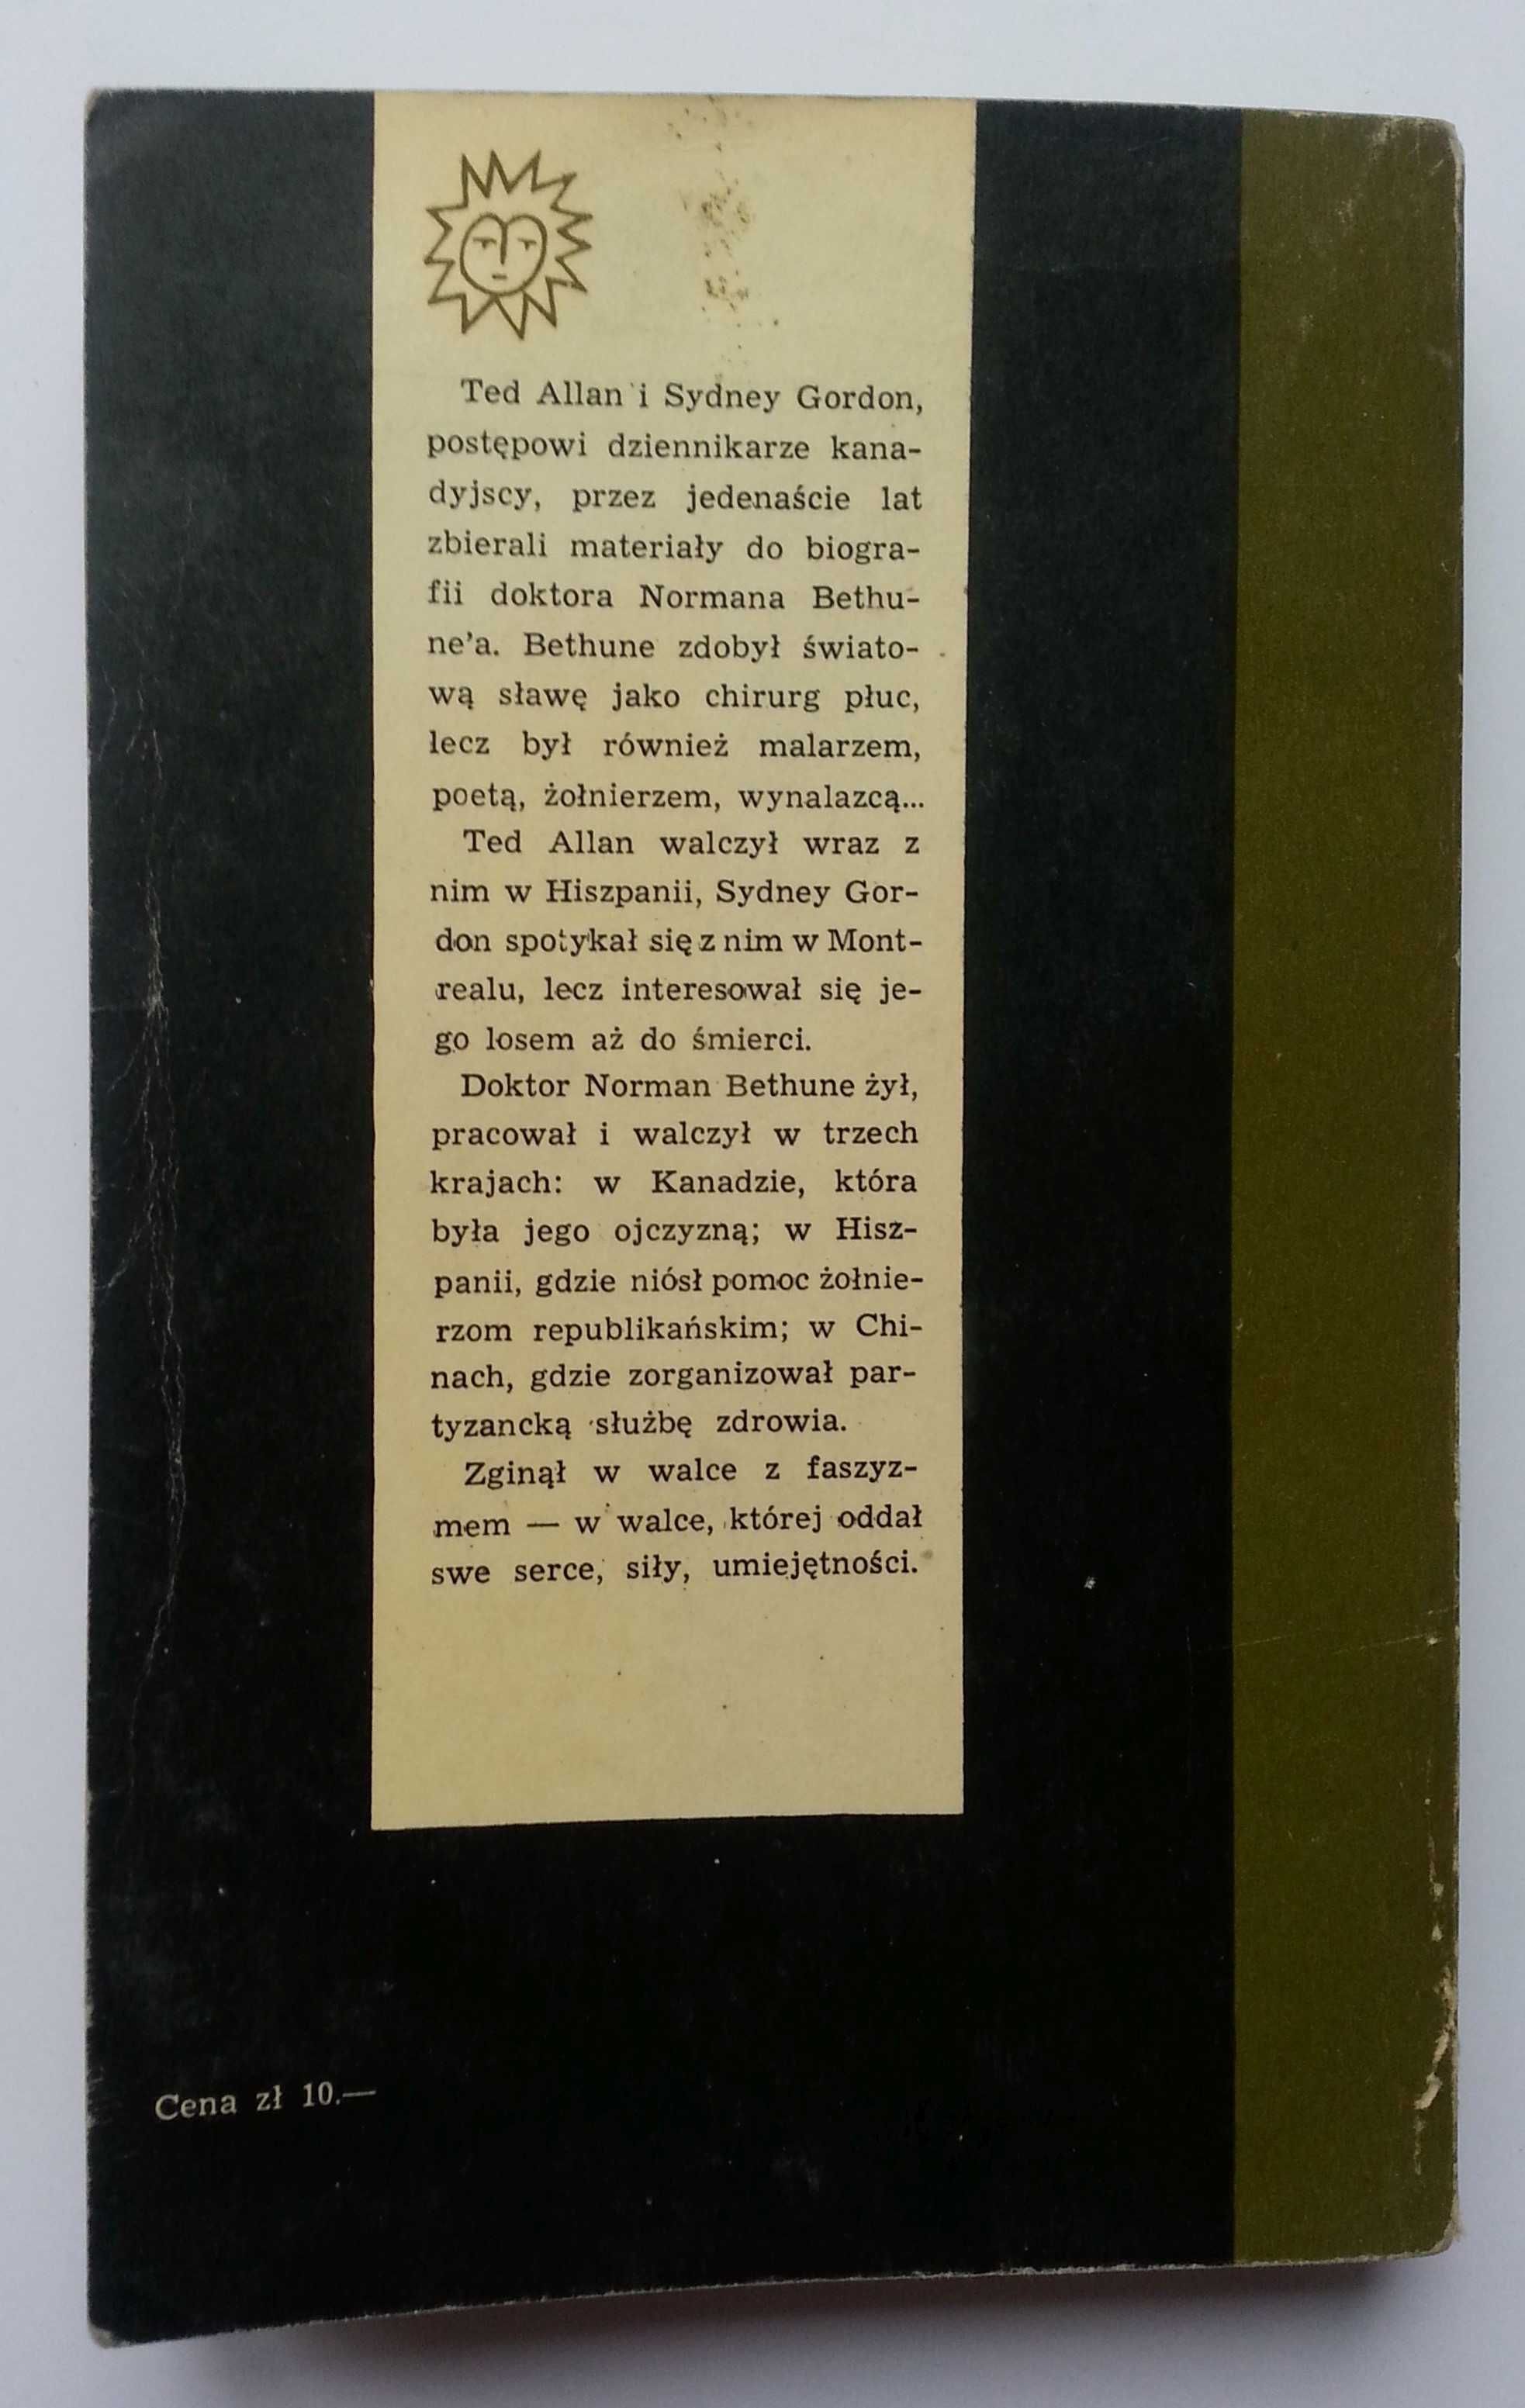 Ted Allan i Sydney Gordon,
postępowi dziennikarze kana-
dyjscy, przez jedenaście lat
zbierali materiały do biogra-
fii doktora Normana Bethu-
ne'a. Bethune zdobył świato-
wą sławę jako chirurg płuc,
lecz był również malarzem,
poetą, żołnierzem, wynalazcą...
Ted Allan walczył wraz z
nim w Hiszpanii, Sydney Gor-
don spotykał się z nim w Mont-
realu, lecz interesował się je-
go losem aż do śmierci.
Doktor Norman Bethune żył,
pracował i walczył w trzech
krajach: w Kanadzie, która
była jego ojczyzną; w Hisz-
panii, gdzie niósł pomoc żołnie-
rzom republikańskim; w Chi-
nach, gdzie zorganizował par-
tyzancką służbę zdrowia.
Zginął w walce z faszyz-
mem — w walce, której oddał
swe serce, siły, umiejętności.
Cena zł 10.—